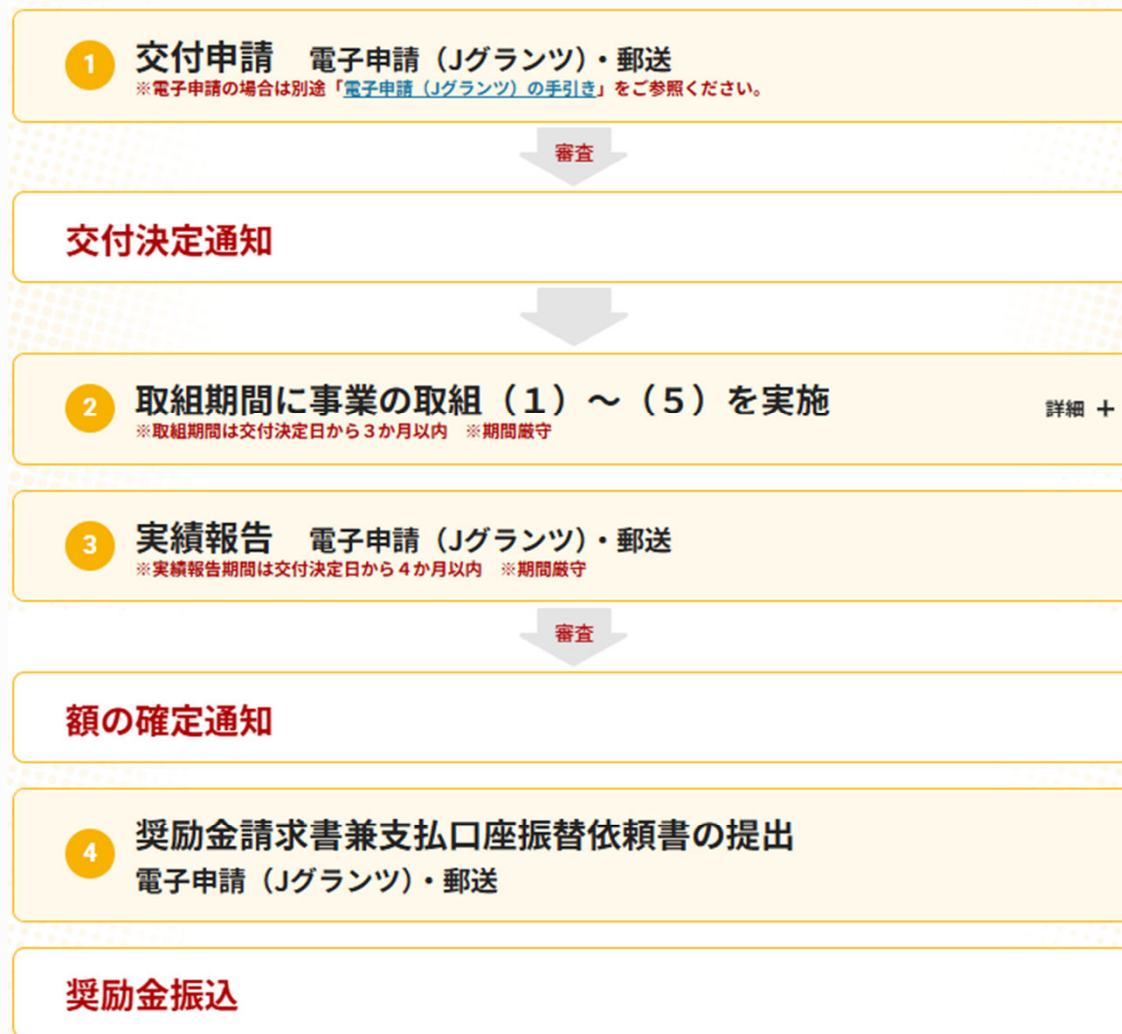 1 交付申請　電子申請（Jグランツ）・郵送
※電子申請の場合は別途「電子申請（Jグランツ）の手引き」をご参照ください。
審査
交付決定通知
2 取組期間に事業の取組（１）～（５）を実施 詳細 ＋
※取組期間は交付決定日から３か月以内　※期間厳守
3 実績報告　電子申請（Jグランツ）・郵送
※実績報告期間は交付決定日から４か月以内　※期間厳守
審査
額の確定通知
4 奨励金請求書兼支払口座振替依頼書の提出
電子申請（Jグランツ）・郵送
奨励金振込